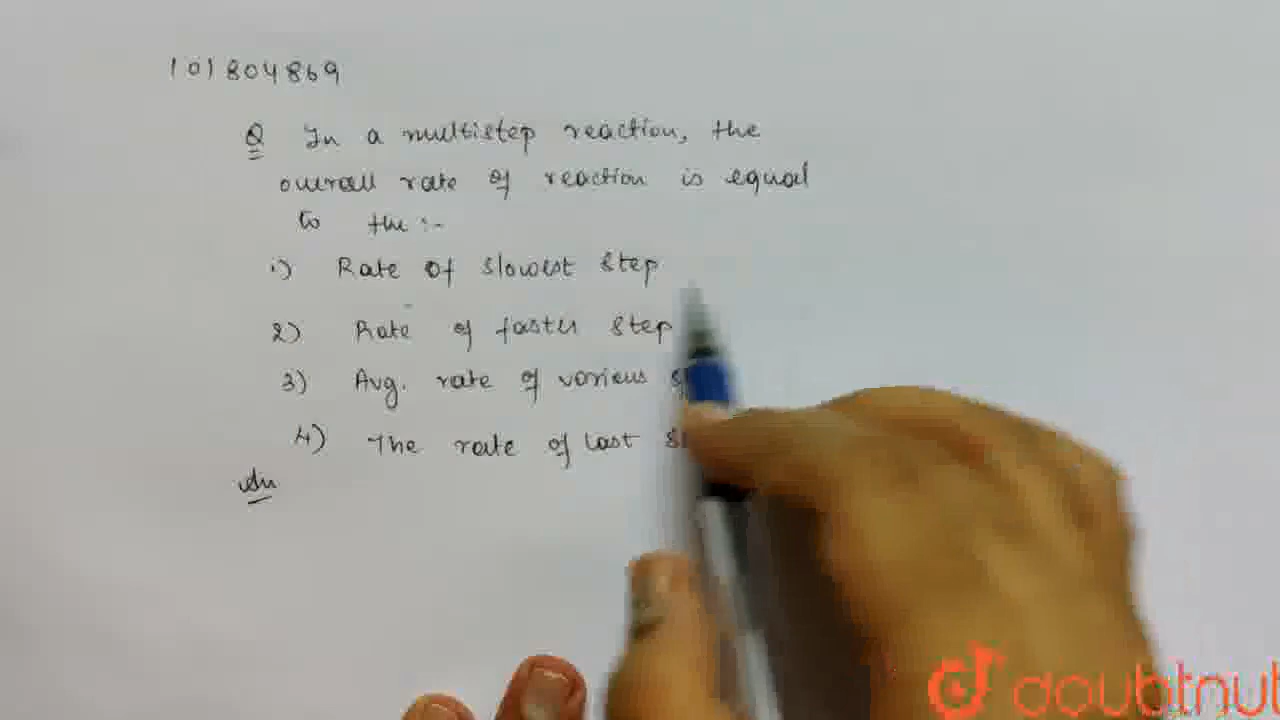 101804869
Q In a multistep reaction, the
overall rate of reaction is equal
to the :-
1) Rate of slowest step
2) Rate of faster step
3) Avg. rate of various
4) The rate of last
Ans
doubtnut